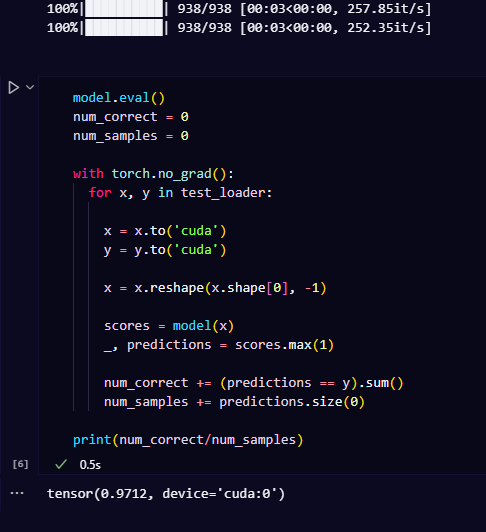 100%|██████████| 938/938 [00:03<00:00, 257.85it/s]
100%|██████████| 938/938 [00:03<00:00, 252.35it/s]
model.eval()
num_correct = 0
num_samples = 0
with torch.no_grad():
  for x, y in test_loader:
    x = x.to('cuda')
    y = y.to('cuda')
    x = x.reshape(x.shape[0], -1)
    scores = model(x)
    _, predictions = scores.max(1)
    num_correct += (predictions == y).sum()
    num_samples += predictions.size(0)
print(num_correct/num_samples)
[6] ✓ 0.5s
... tensor(0.9712, device='cuda:0')